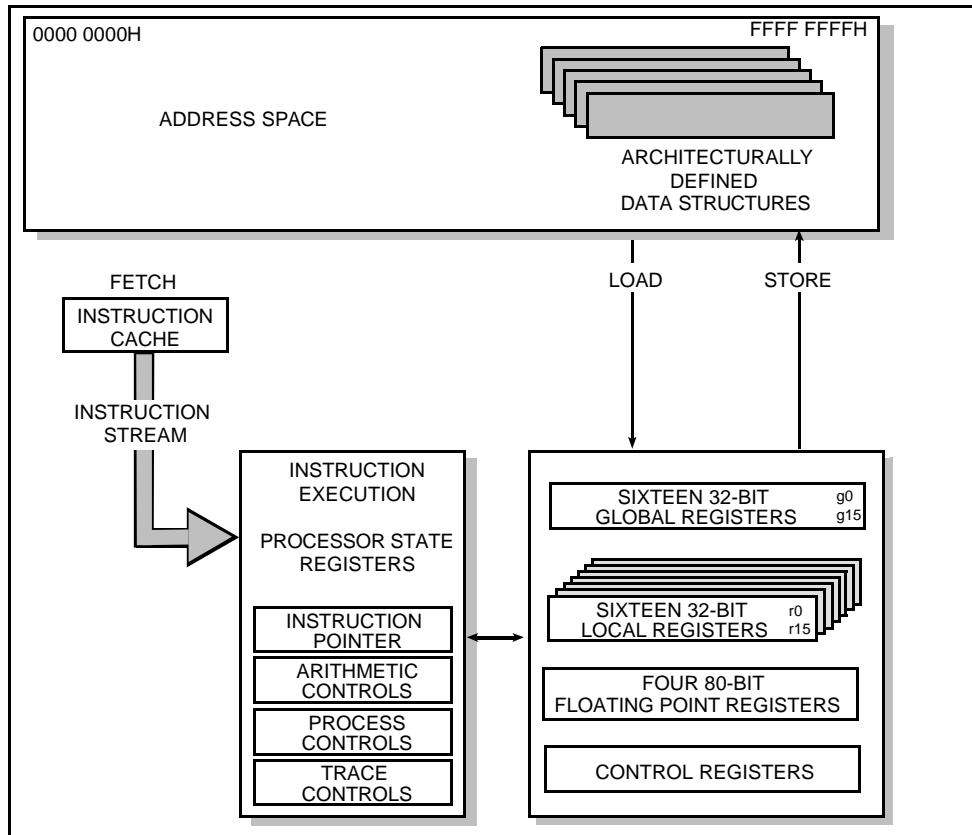 0000 0000H
FFFF FFFFH
ADDRESS SPACE
ARCHITECTURALLY
DEFINED
DATA STRUCTURES
FETCH
LOAD
STORE
INSTRUCTION
CACHE
INSTRUCTION
STREAM
INSTRUCTION
EXECUTION
PROCESSOR STATE
REGISTERS
INSTRUCTION
POINTER
ARITHMETIC
CONTROLS
PROCESS
CONTROLS
TRACE
CONTROLS
SIXTEEN 32-BIT g0
GLOBAL REGISTERS g15
SIXTEEN 32-BIT r0
LOCAL REGISTERS r15
FOUR 80-BIT
FLOATING POINT REGISTERS
CONTROL REGISTERS